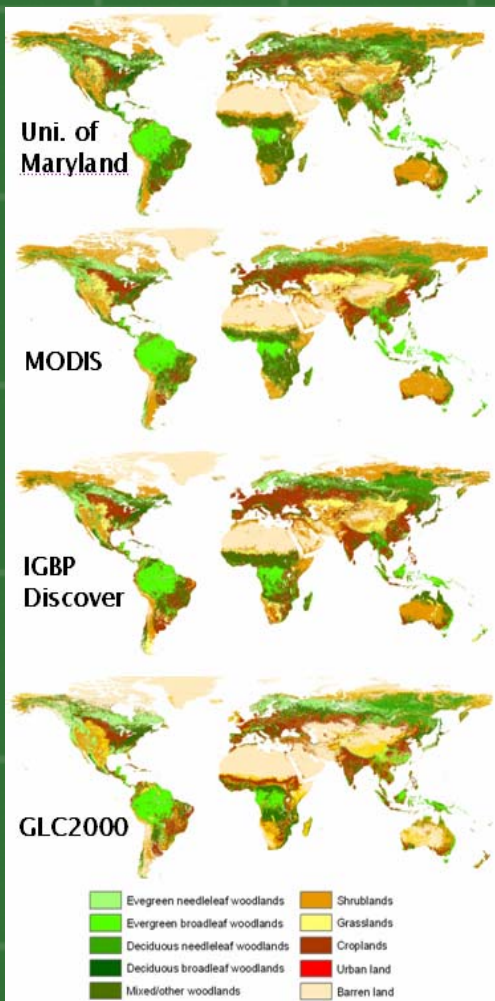 Uni. of
Maryland
MODIS
IGBP
Discover
GLC2000
Evegreen needleleaf woodlands
Evergreen broadleaf woodlands
Deciduous needleleaf woodlands
Deciduous broadleaf woodlands
Mixed/other woodlands
Shrublands
Grasslands
Croplands
Urban land
Barren land